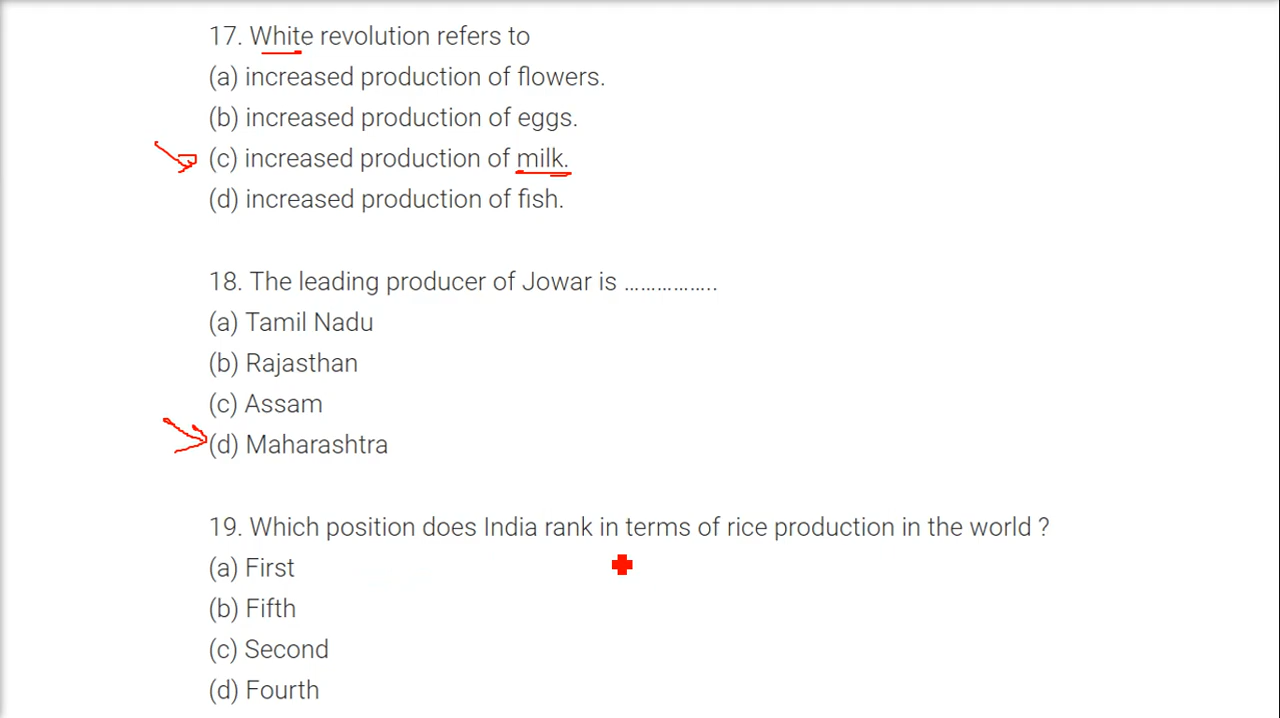 17. White revolution refers to
(a) increased production of flowers.
(b) increased production of eggs.
(c) increased production of milk.
(d) increased production of fish.
18. The leading producer of Jowar is ……………..
(a) Tamil Nadu
(b) Rajasthan
(c) Assam
(d) Maharashtra
19. Which position does India rank in terms of rice production in the world ?
(a) First
(b) Fifth
(c) Second
(d) Fourth